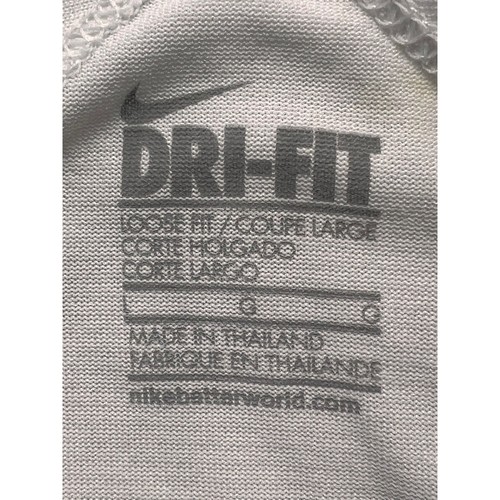 DRI-FIT
LOOSE FIT / COUPE LARGE
CORTE HOLGADO
CORTE LARGO
L G G
MADE IN THAILAND
FABRIQUE EN THAILANDE
nikebetterworld.com